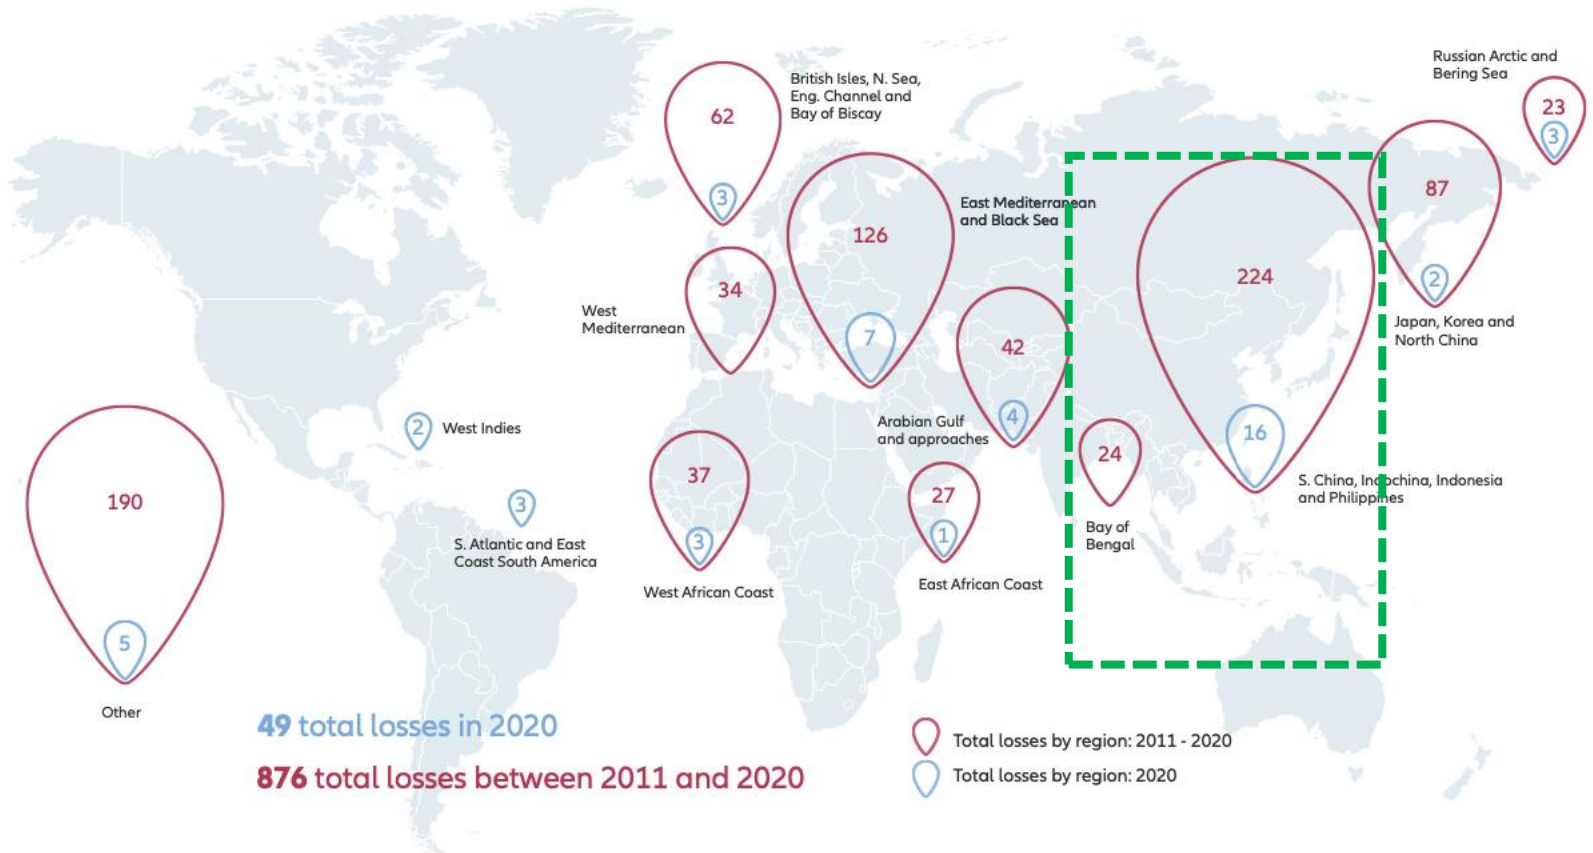 Russian Arctic and
Bering Sea
23
3
British Isles, N. Sea,
Eng. Channel and
Bay of Biscay
62
3
87
2
Japan, Korea and
North China
East Mediterranean
and Black Sea
126
7
224
16
S. China, Indochina, Indonesia
and Philippines
West
Mediterranean
34
42
4
Arabian Gulf
and approaches
24
Bay of
Bengal
2
West Indies
3
S. Atlantic and East
Coast South America
37
3
West African Coast
27
1
East African Coast
190
5
Other
49 total losses in 2020
876 total losses between 2011 and 2020
Total losses by region: 2011 - 2020
Total losses by region: 2020